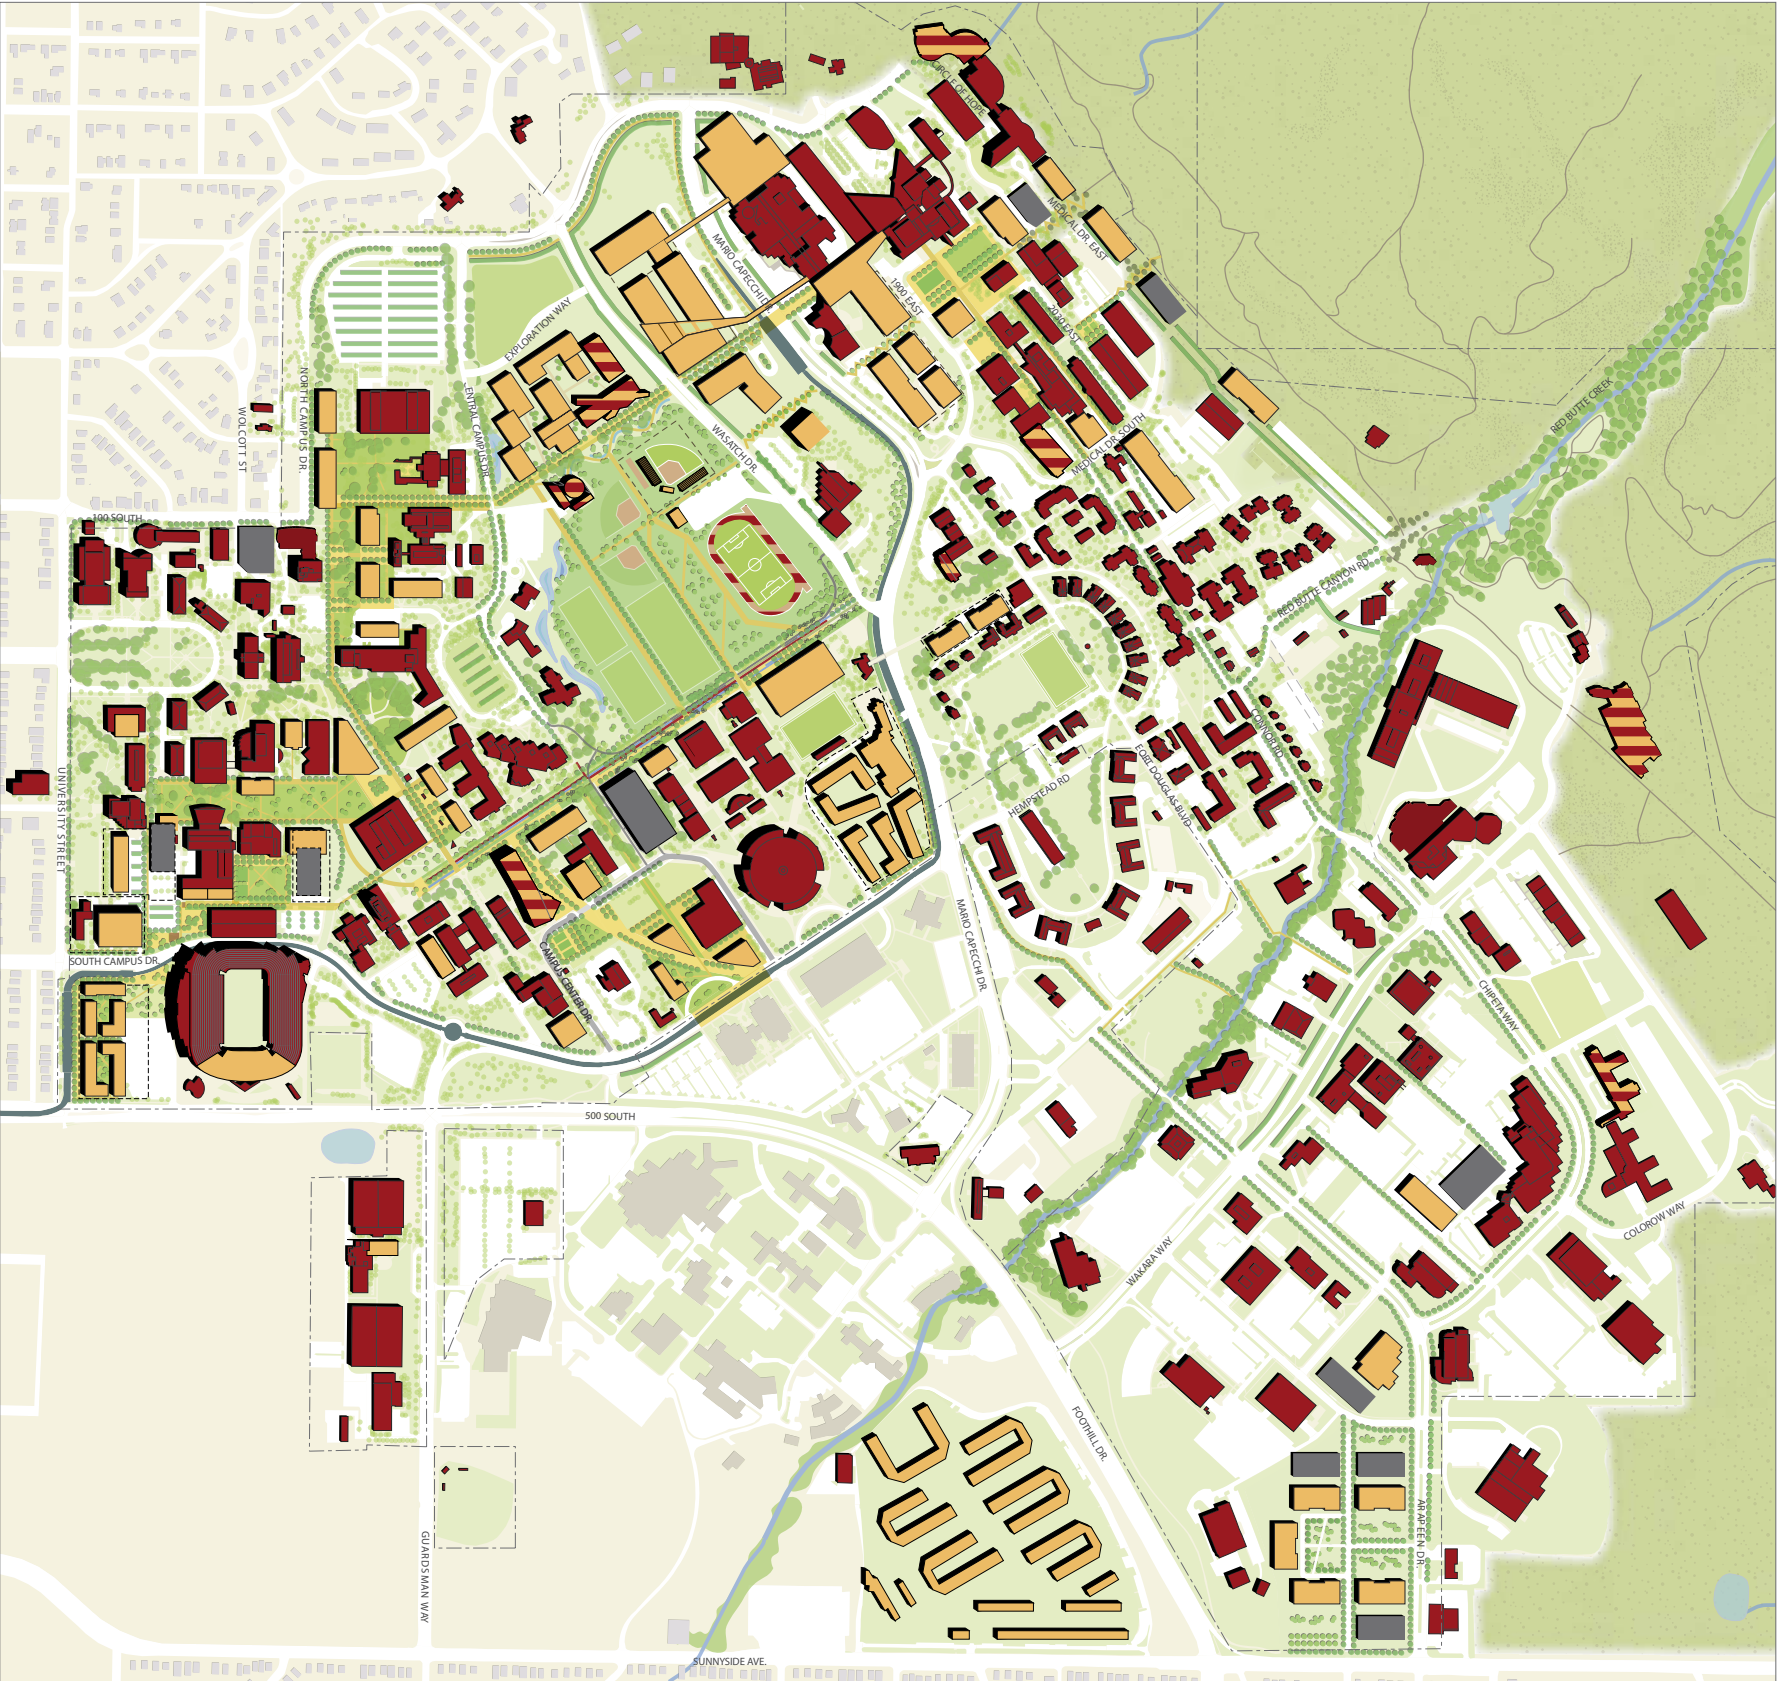 CIRCLE OF HOPE
MEDICAL DR. EAST
MARIO CAPECCHI DR.
1900 EAST
2030 EAST
EXPLORATION WAY
NORTH CAMPUS DR.
WOLCOTT ST
CENTRAL CAMPUS DR.
WASATCH DR.
MEDICAL DR. SOUTH
RED BUTTE CREEK
100 SOUTH
RED BUTTE CANYON RD
CONNOR RD
FORT DOUGLAS BLVD
HEMPSTEAD RD
UNIVERSITY STREET
MARIO CAPECCHI DR.
SOUTH CAMPUS DR.
CAMPUS CENTER DR.
CHIPETA WAY
500 SOUTH
COLOROW WAY
WAKARA WAY
FOOTHILL DR.
ARAPEEN DR.
GUARDSMAN WAY
SUNNYSIDE AVE.